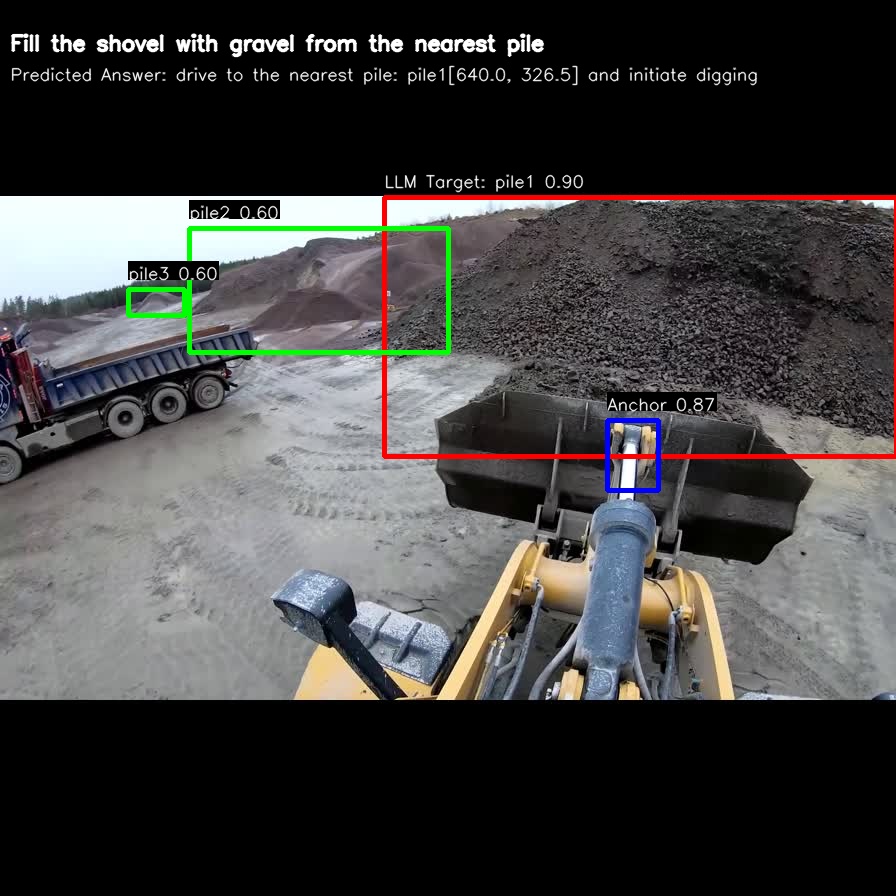 Fill the shovel with gravel from the nearest pile
Predicted Answer: drive to the nearest pile: pile1[640.0, 326.5] and initiate digging
LLM Target: pile1 0.90
pile2 0.60
pile3 0.60
Anchor 0.87